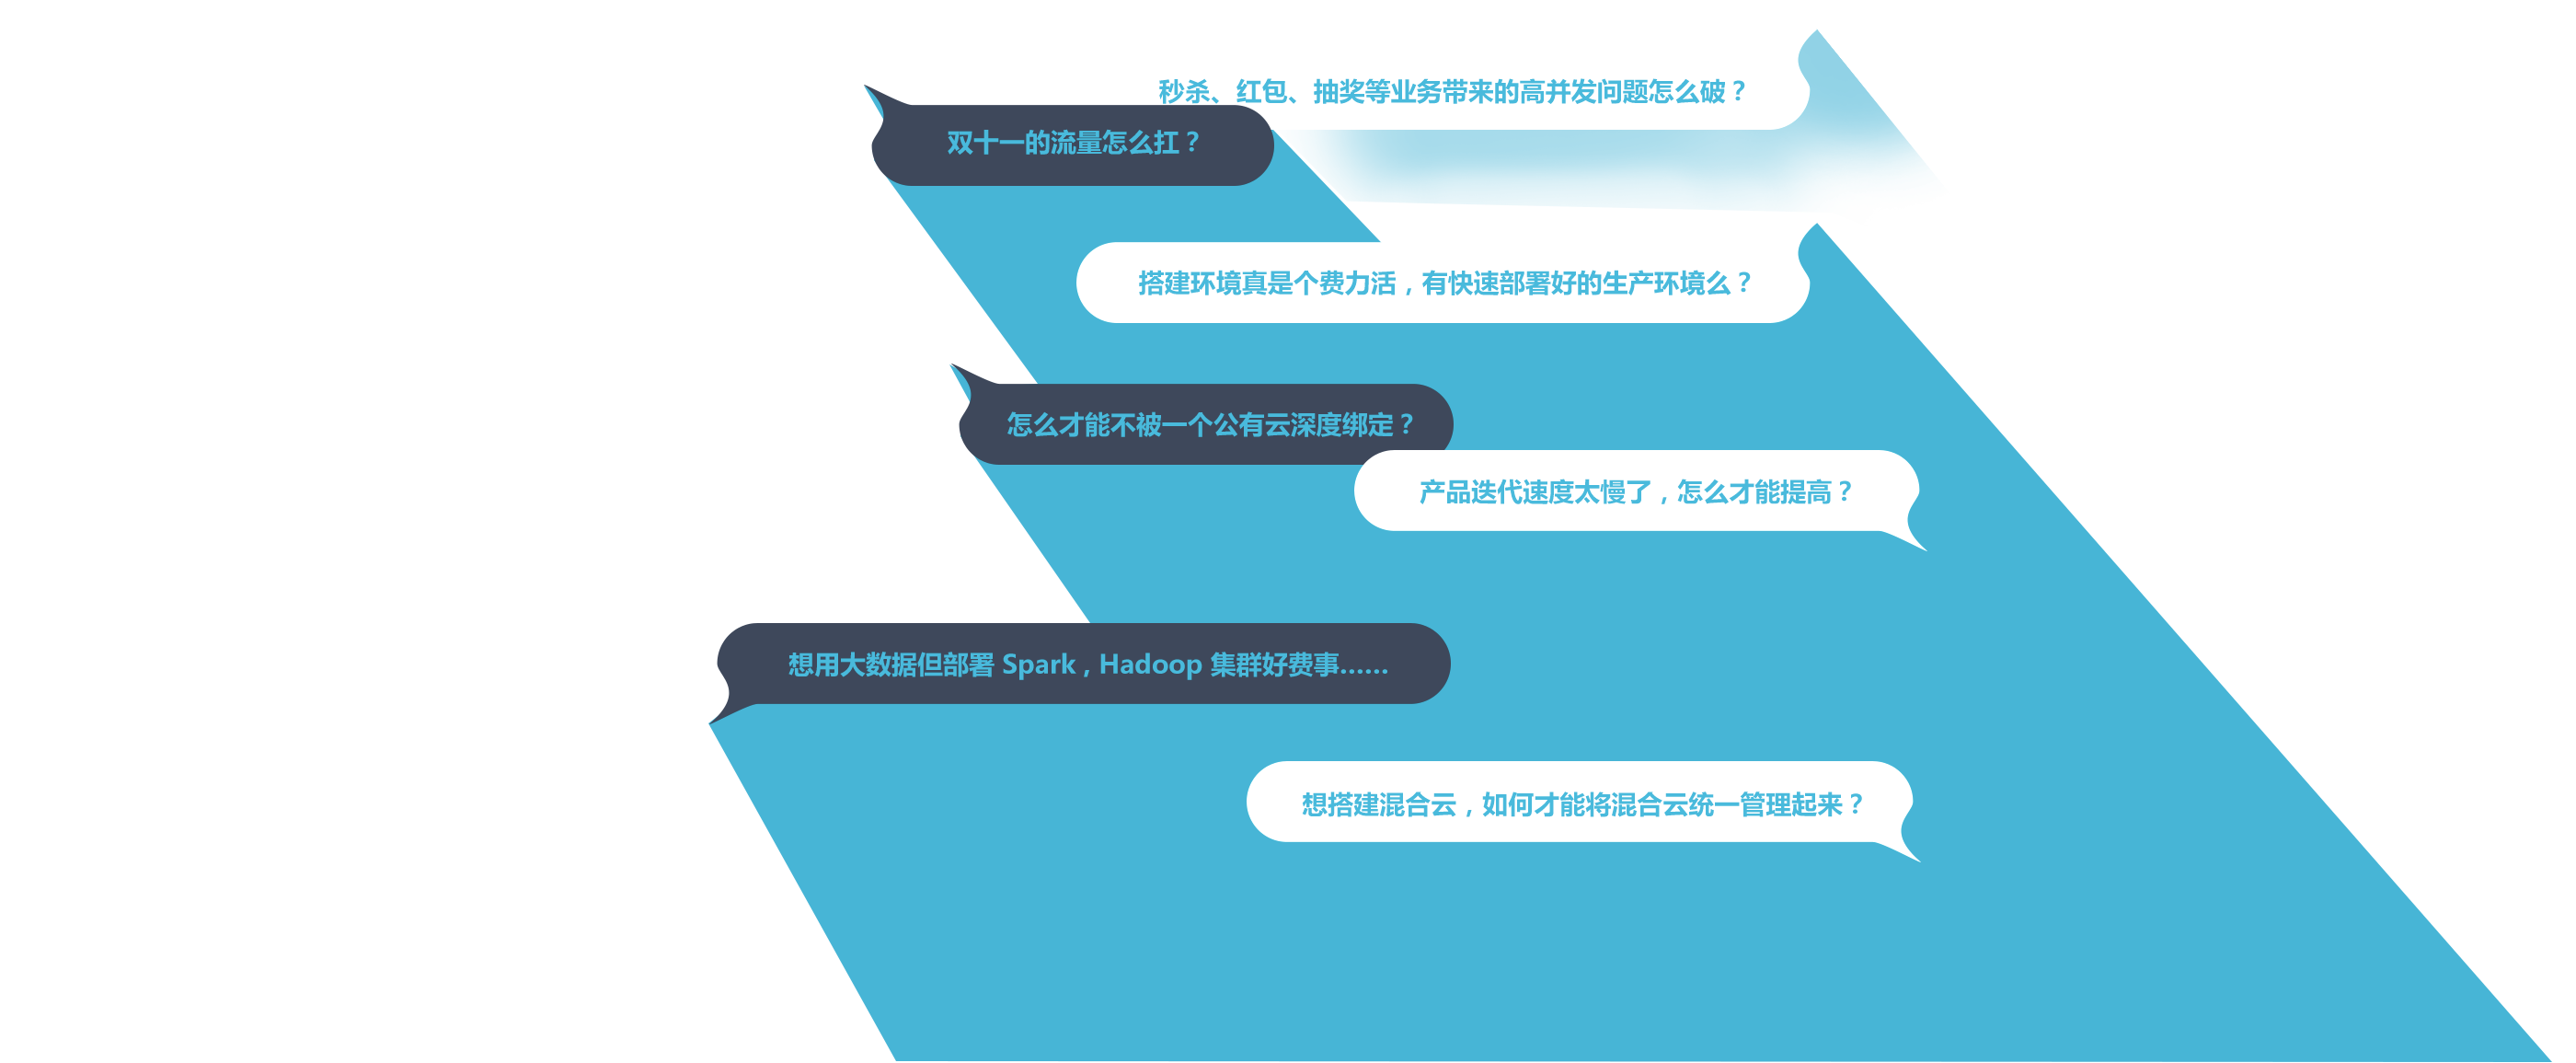 秒杀、红包、抽奖等业务带来的高并发问题怎么破？
双十一的流量怎么扛？
搭建环境真是个费力活，有快速部署好的生产环境么？
怎么才能不被一个公有云深度绑定？
产品迭代速度太慢了，怎么才能提高？
想用大数据但部署 Spark，Hadoop 集群好费事......
想搭建混合云，如何才能将混合云统一管理起来？